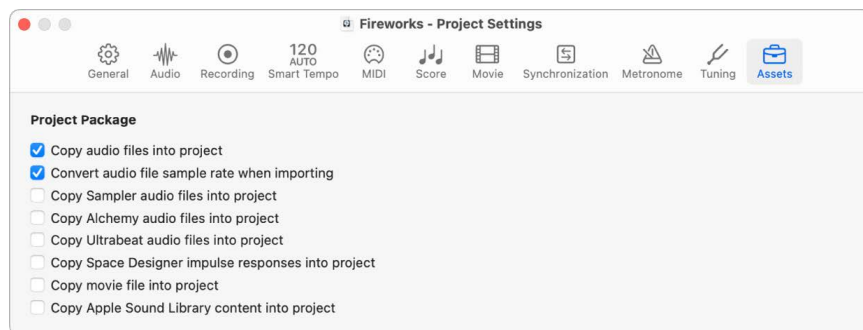 Fireworks - Project Settings
120
AUTO
General Audio Recording Smart Tempo MIDI Score Movie Synchronization Metronome Tuning Assets
Project Package
Copy audio files into project
Convert audio file sample rate when importing
Copy Sampler audio files into project
Copy Alchemy audio files into project
Copy Ultrabeat audio files into project
Copy Space Designer impulse responses into project
Copy movie file into project
Copy Apple Sound Library content into project